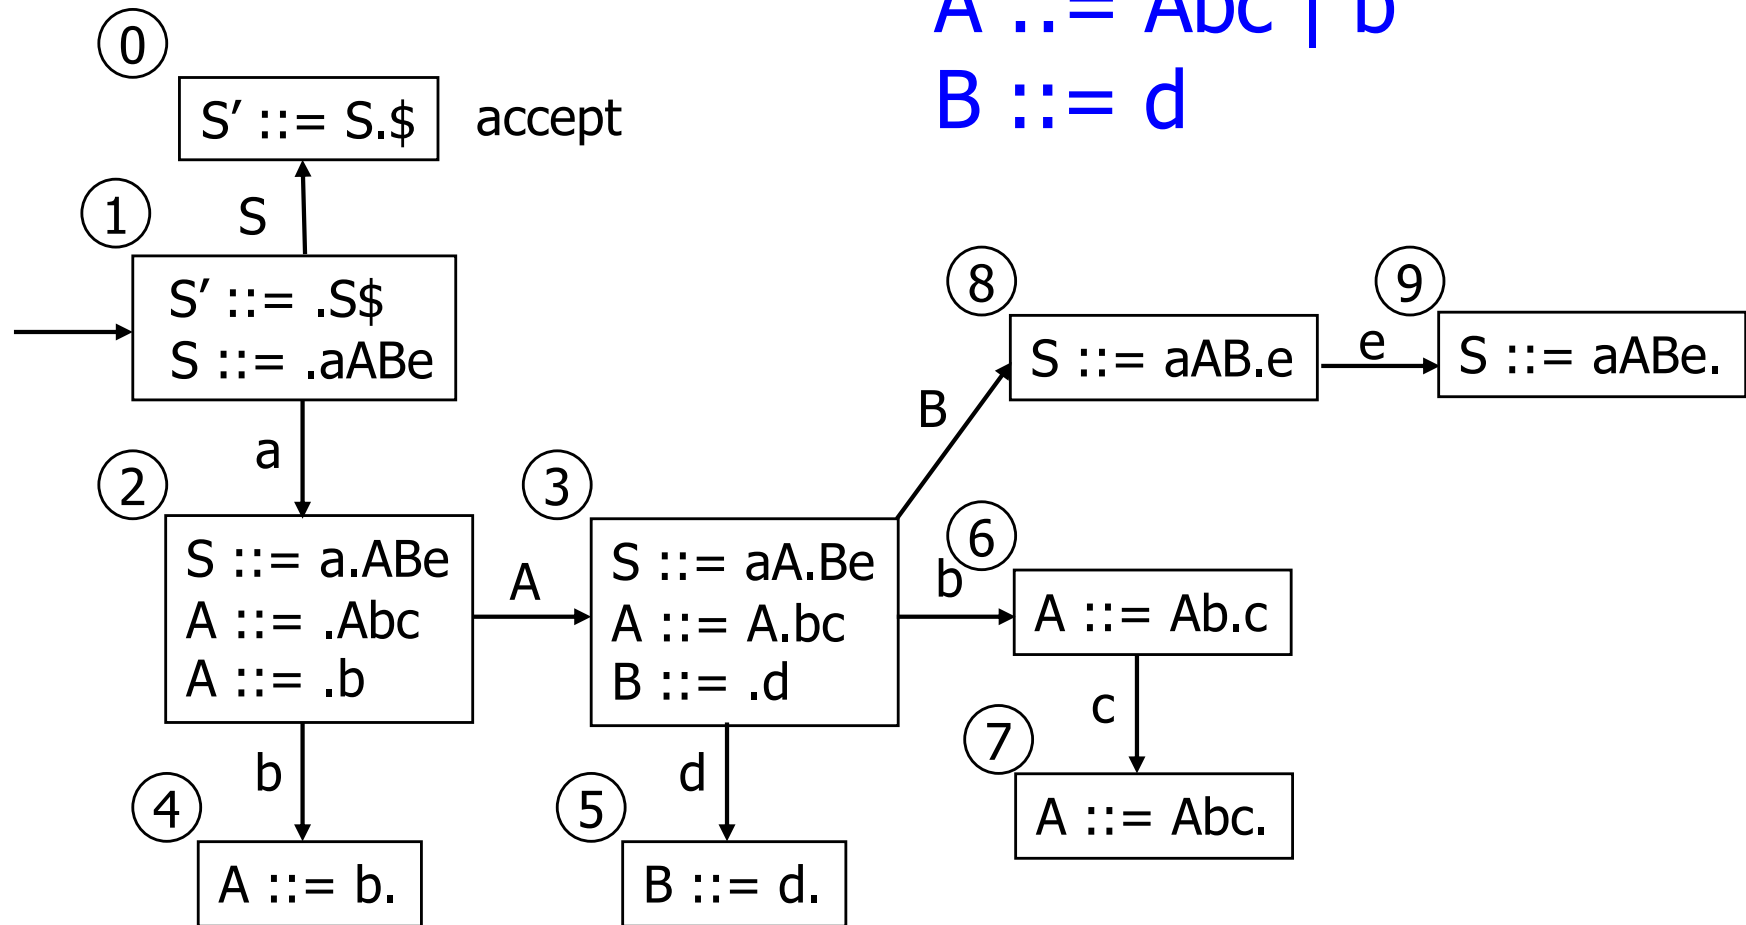 A ::= Abc | b
B ::= d
0
S′ ::= S.$
accept
S
1
S′ ::= .S$
S ::= .aABe
a
2
S ::= a.ABe
A ::= .Abc
A ::= .b
A
3
S ::= aA.Be
A ::= A.bc
B ::= .d
B
8
S ::= aAB.e
e
9
S ::= aABe.
b
6
A ::= Ab.c
c
7
A ::= Abc.
b
4
A ::= b.
d
5
B ::= d.